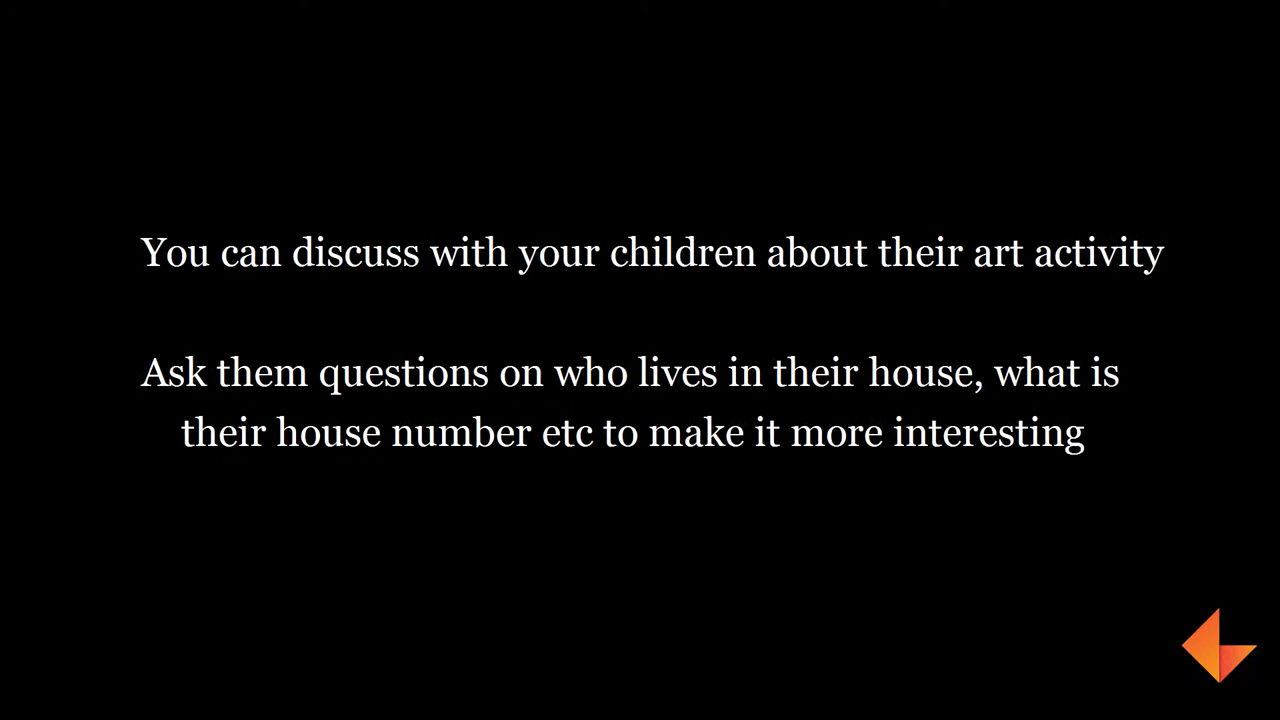 You can discuss with your children about their art activity
Ask them questions on who lives in their house, what is
their house number etc to make it more interesting